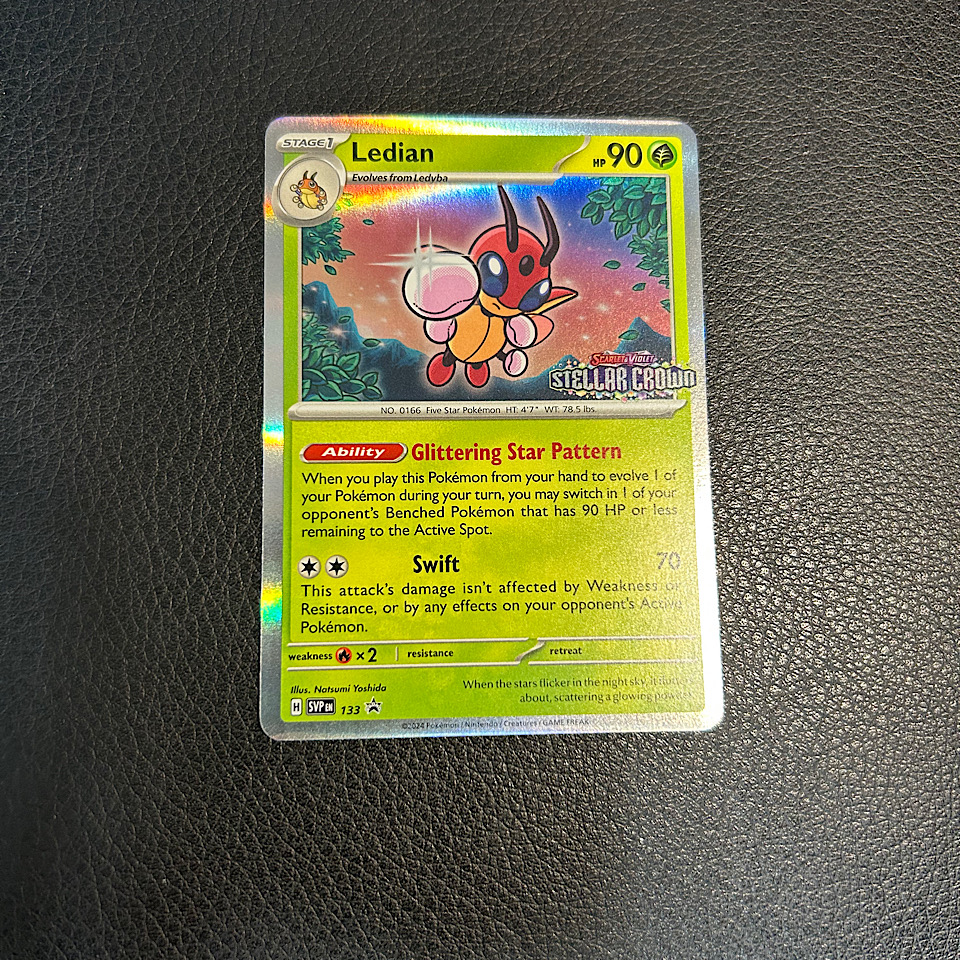 STAGE1
Ledian
HP 90
Evolves from Ledyba
SCARLET & VIOLET
STELLAR CROWN
NO. 0166 Five Star Pokémon HT: 4'7" WT: 78.5 lbs.
Ability Glittering Star Pattern
When you play this Pokémon from your hand to evolve 1 of
your Pokémon during your turn, you may switch in 1 of your
opponent's Benched Pokémon that has 90 HP or less
remaining to the Active Spot.
Swift 70
This attack's damage isn't affected by Weakness or
Resistance, or by any effects on your opponent's Active
Pokémon.
weakness ×2 resistance retreat
Illus. Natsumi Yoshida
When the stars flicker in the night sky, it flutters
about, scattering a glowing powder.
H SVP EN 133
©2024 Pokémon / Nintendo / Creatures / GAME FREAK